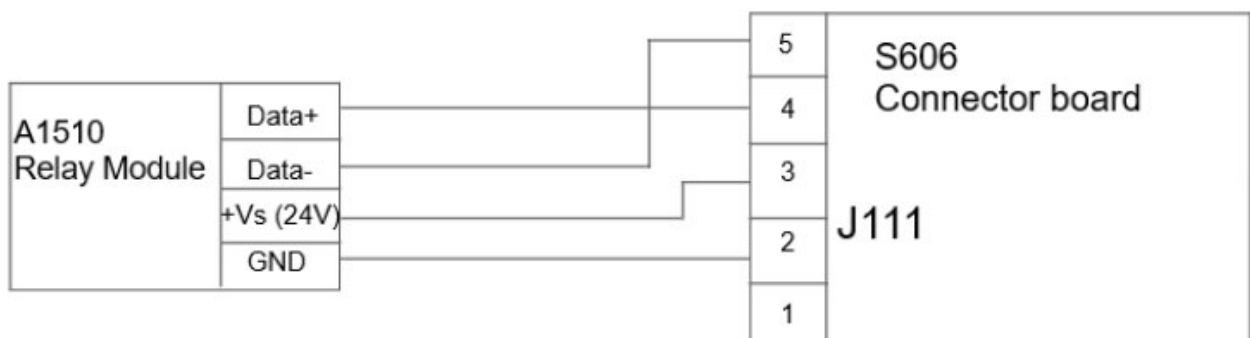 A1510
Relay Module
Data+
Data-
+Vs (24V)
GND
5
4
3
2
1
S606
Connector board
J111